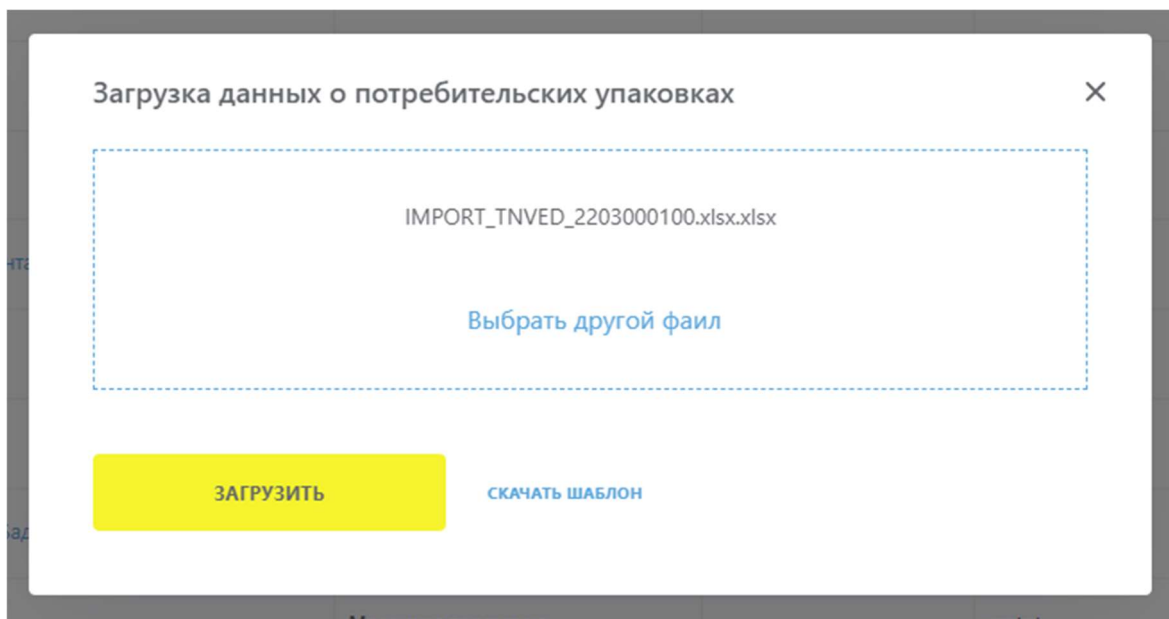 Загрузка данных о потребительских упаковках
IMPORT_TNVED_2203000100.xlsx.xlsx
Выбрать другой фаил
ЗАГРУЗИТЬ
СКАЧАТЬ ШАБЛОН